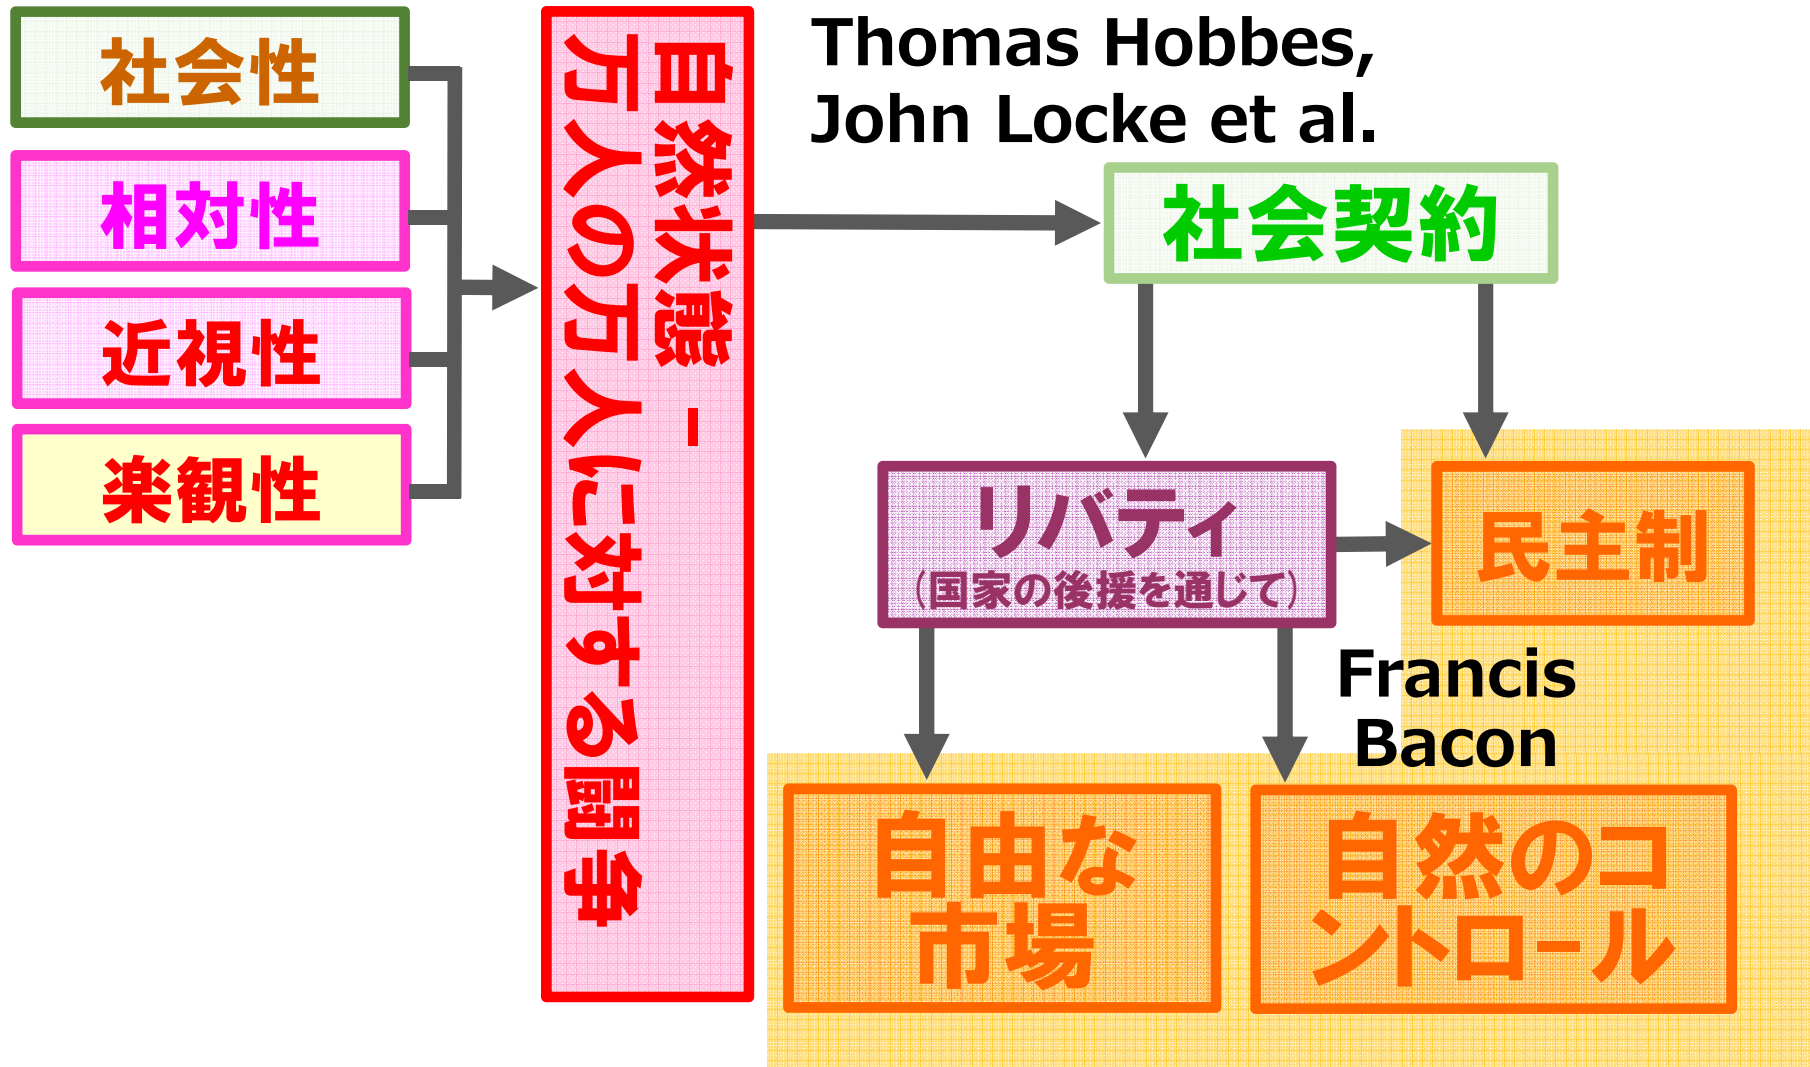 社会性
相対性
近視性
楽観性
自然状態 -
万人の万人に対する闘争
Thomas Hobbes,
John Locke et al.
社会契約
リバティ
(国家の後援を通じて)
民主制
Francis
Bacon
自由な
市場
自然のコ
ントロール